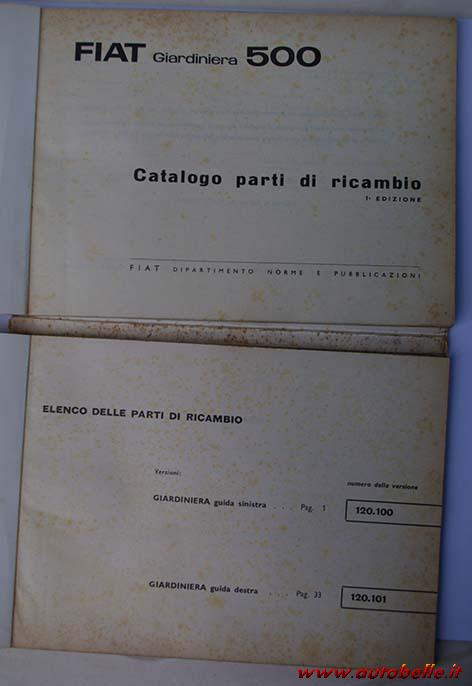 FIAT Giardiniera 500
Catalogo parti di ricambio
1ª EDIZIONE
FIAT DIPARTIMENTO NORME E PUBBLICAZIONI
ELENCO DELLE PARTI DI RICAMBIO
Versioni:
numero della versione
GIARDINIERA guida sinistra . . . Pag. 1 120.100
GIARDINIERA guida destra . . . . Pag. 33 120.101
www.autobelle.it